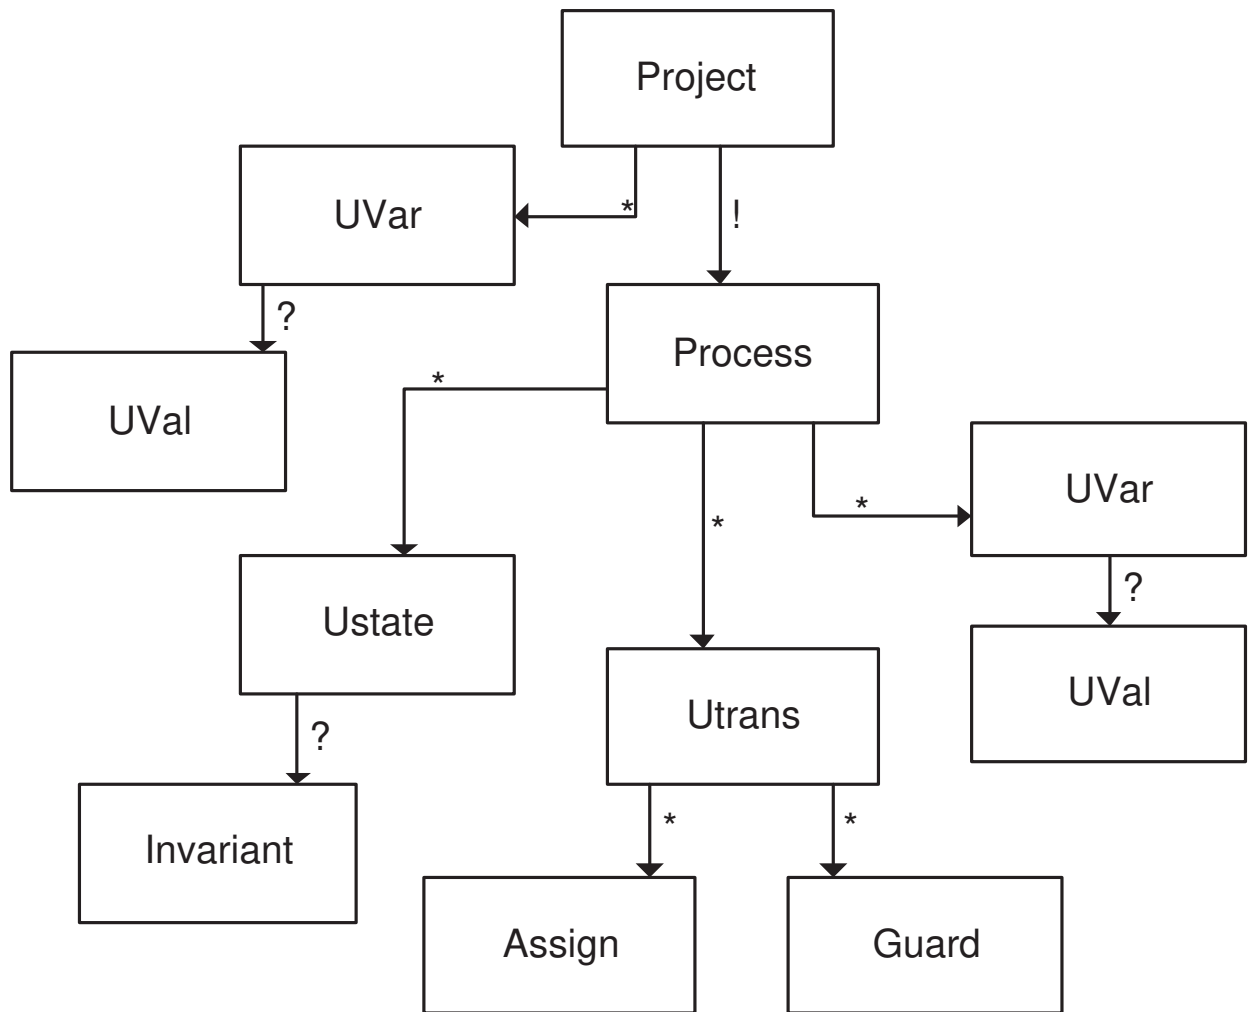 Project
UVar
*
!
?
Process
UVal
*
UVar
*
*
?
Ustate
UVal
Utrans
?
Invariant
*
*
Assign
Guard